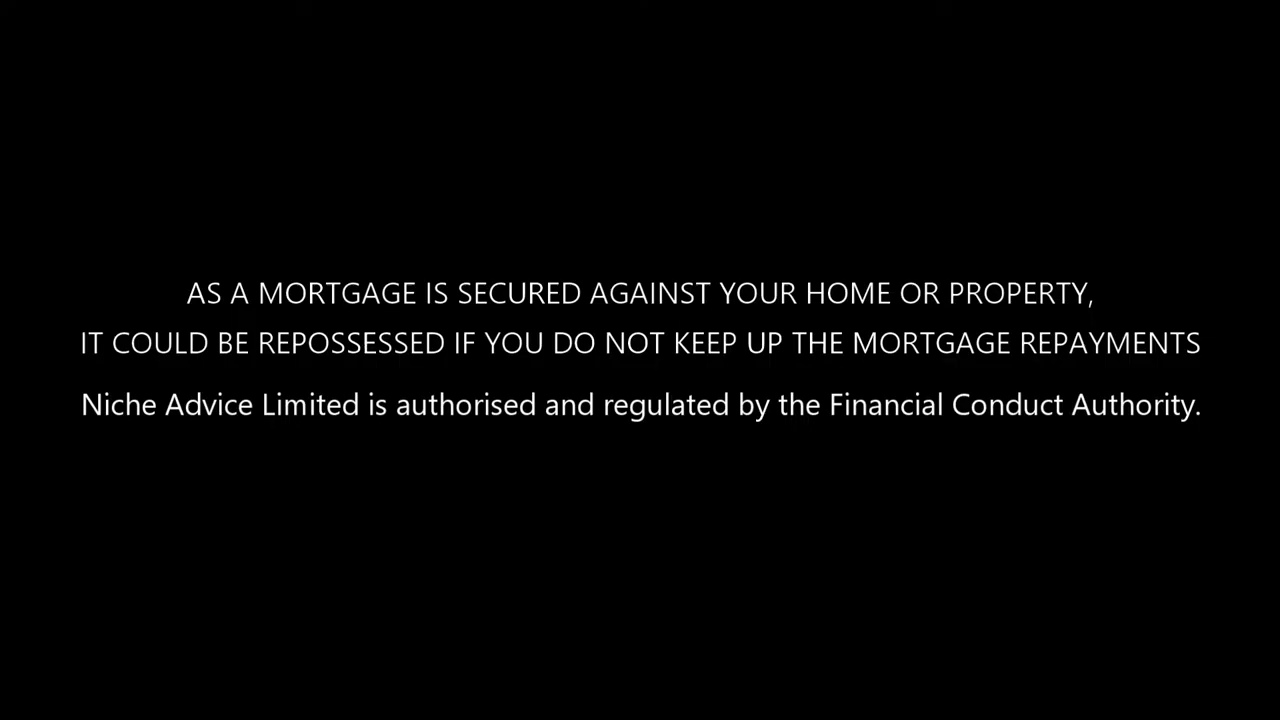 AS A MORTGAGE IS SECURED AGAINST YOUR HOME OR PROPERTY,
IT COULD BE REPOSSESSED IF YOU DO NOT KEEP UP THE MORTGAGE REPAYMENTS
Niche Advice Limited is authorised and regulated by the Financial Conduct Authority.